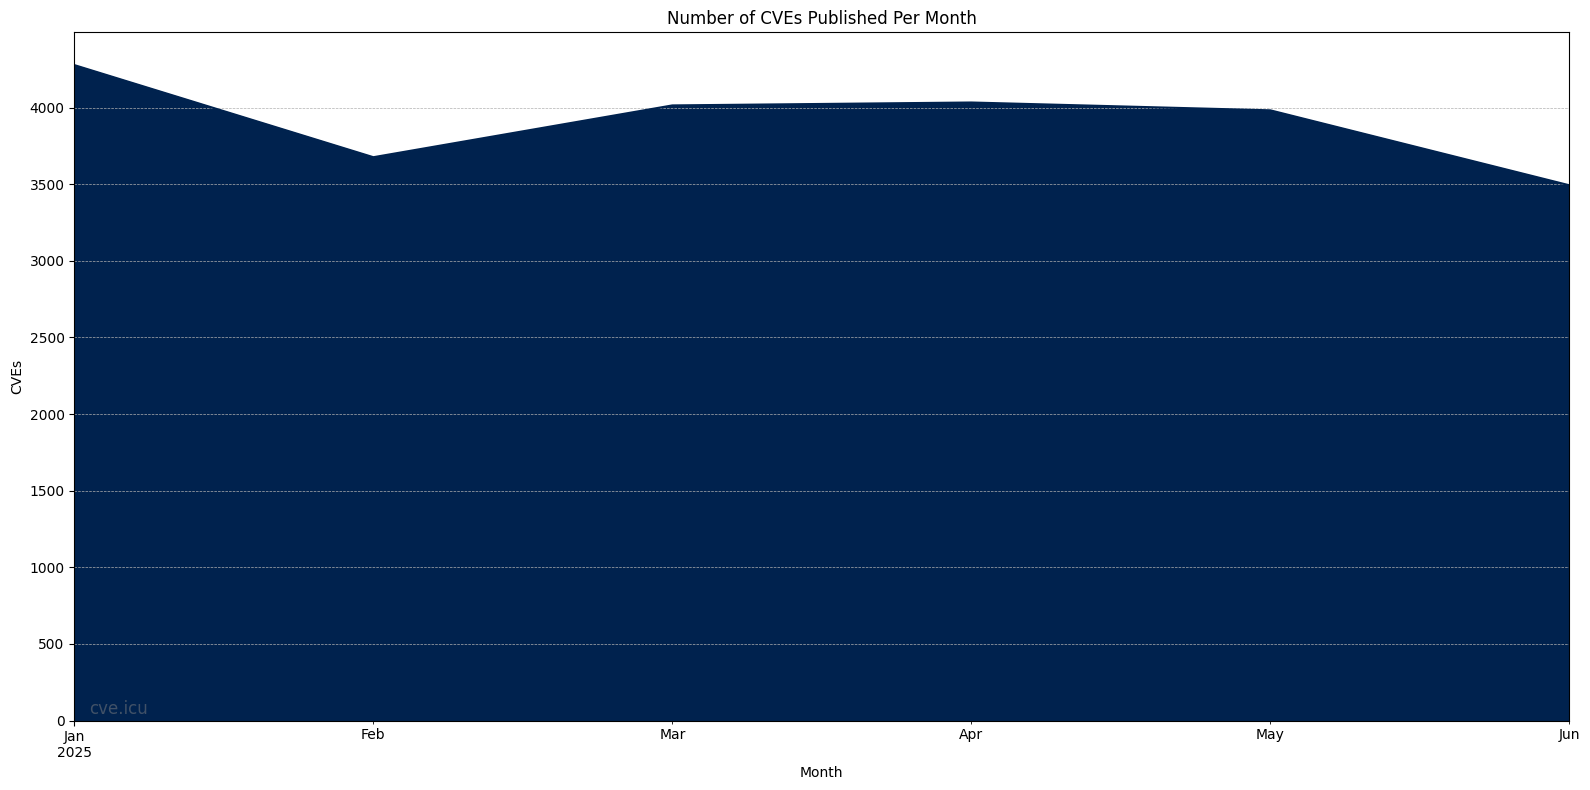 Number of CVEs Published Per Month
4000
3500
3000
2500
2000
1500
1000
500
0
CVEs
cve.icu
Jan
2025
Feb
Mar
Apr
May
Jun
Month